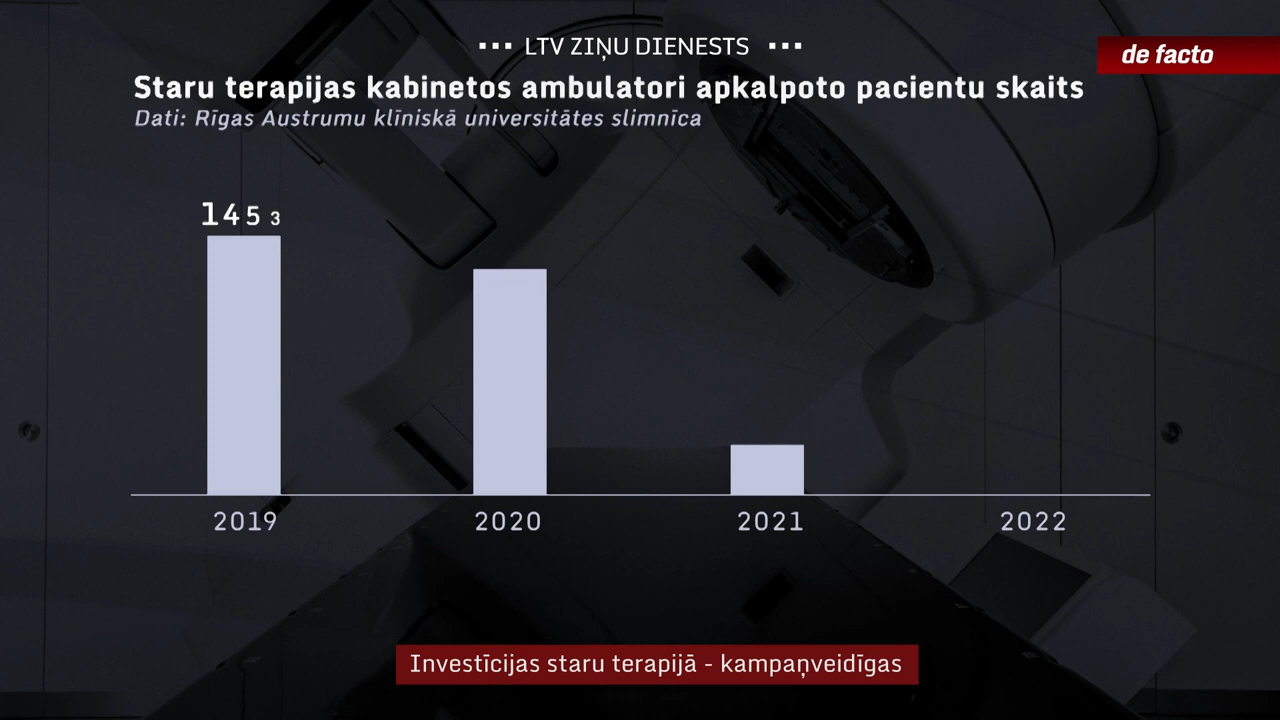 LTV ZIŅU DIENESTS
de facto
Staru terapijas kabinetos ambulatori apkalpoto pacientu skaits
Dati: Rīgas Austrumu klīniskā universitātes slimnīca
1453
2019 2020 2021 2022
Investīcijas staru terapijā - kampaņveidīgas